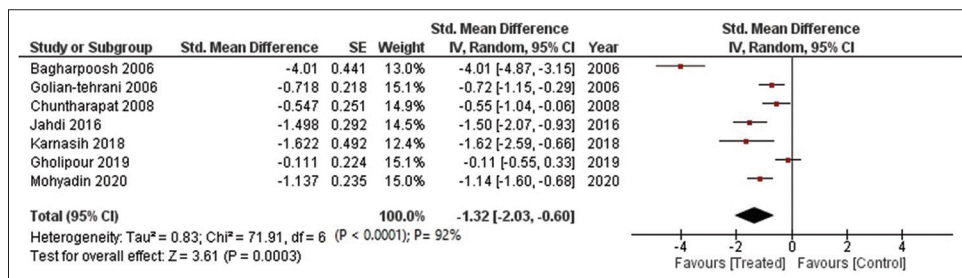 Std. Mean Difference Std. Mean Difference
Study or Subgroup Std. Mean Difference SE Weight IV, Random, 95% CI Year IV, Random, 95% CI
Bagharpoosh 2006 -4.01 0.441 13.0% -4.01 [-4.87, -3.15] 2006
Golian-tehrani 2006 -0.718 0.218 15.1% -0.72 [-1.15, -0.29] 2006
Chuntharapat 2008 -0.547 0.251 14.9% -0.55 [-1.04, -0.06] 2008
Jahdi 2016 -1.498 0.292 14.5% -1.50 [-2.07, -0.93] 2016
Karnasih 2018 -1.622 0.492 12.4% -1.62 [-2.59, -0.66] 2018
Gholipour 2019 -0.111 0.224 15.1% -0.11 [-0.55, 0.33] 2019
Mohyadin 2020 -1.137 0.235 15.0% -1.14 [-1.60, -0.68] 2020
Total (95% CI) 100.0% -1.32 [-2.03, -0.60]
Heterogeneity: Tau² = 0.83; Chi² = 71.91, df = 6 (P < 0.0001); P= 92%
Test for overall effect: Z = 3.61 (P = 0.0003)
-4 -2 0 2 4
Favours [Treated] Favours [Control]